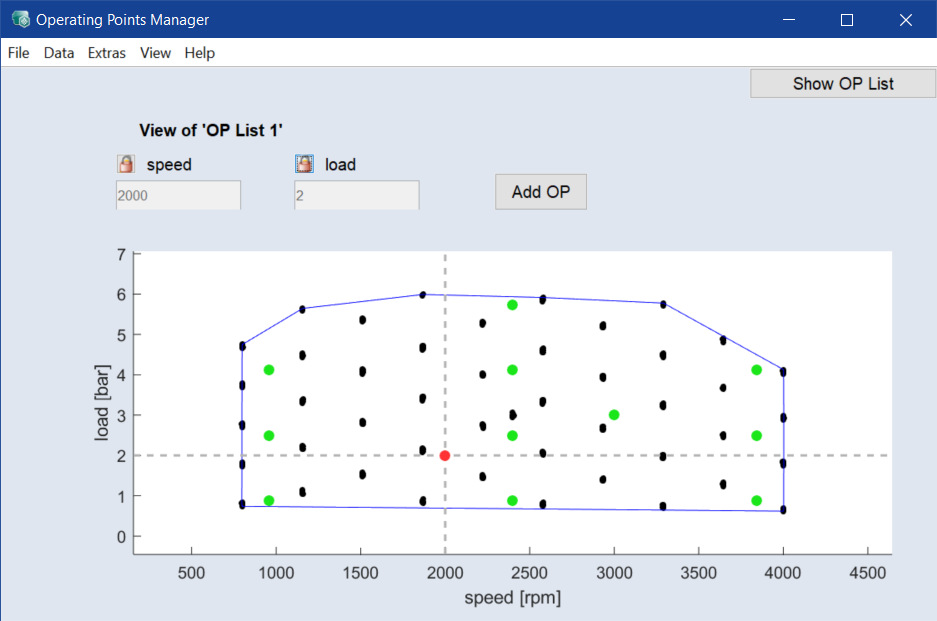 Operating Points Manager
File Data Extras View Help
Show OP List
View of 'OP List 1'
speed load
2000 2 Add OP
7
6
5
4
3
2
1
0
load [bar]
500 1000 1500 2000 2500 3000 3500 4000 4500
speed [rpm]